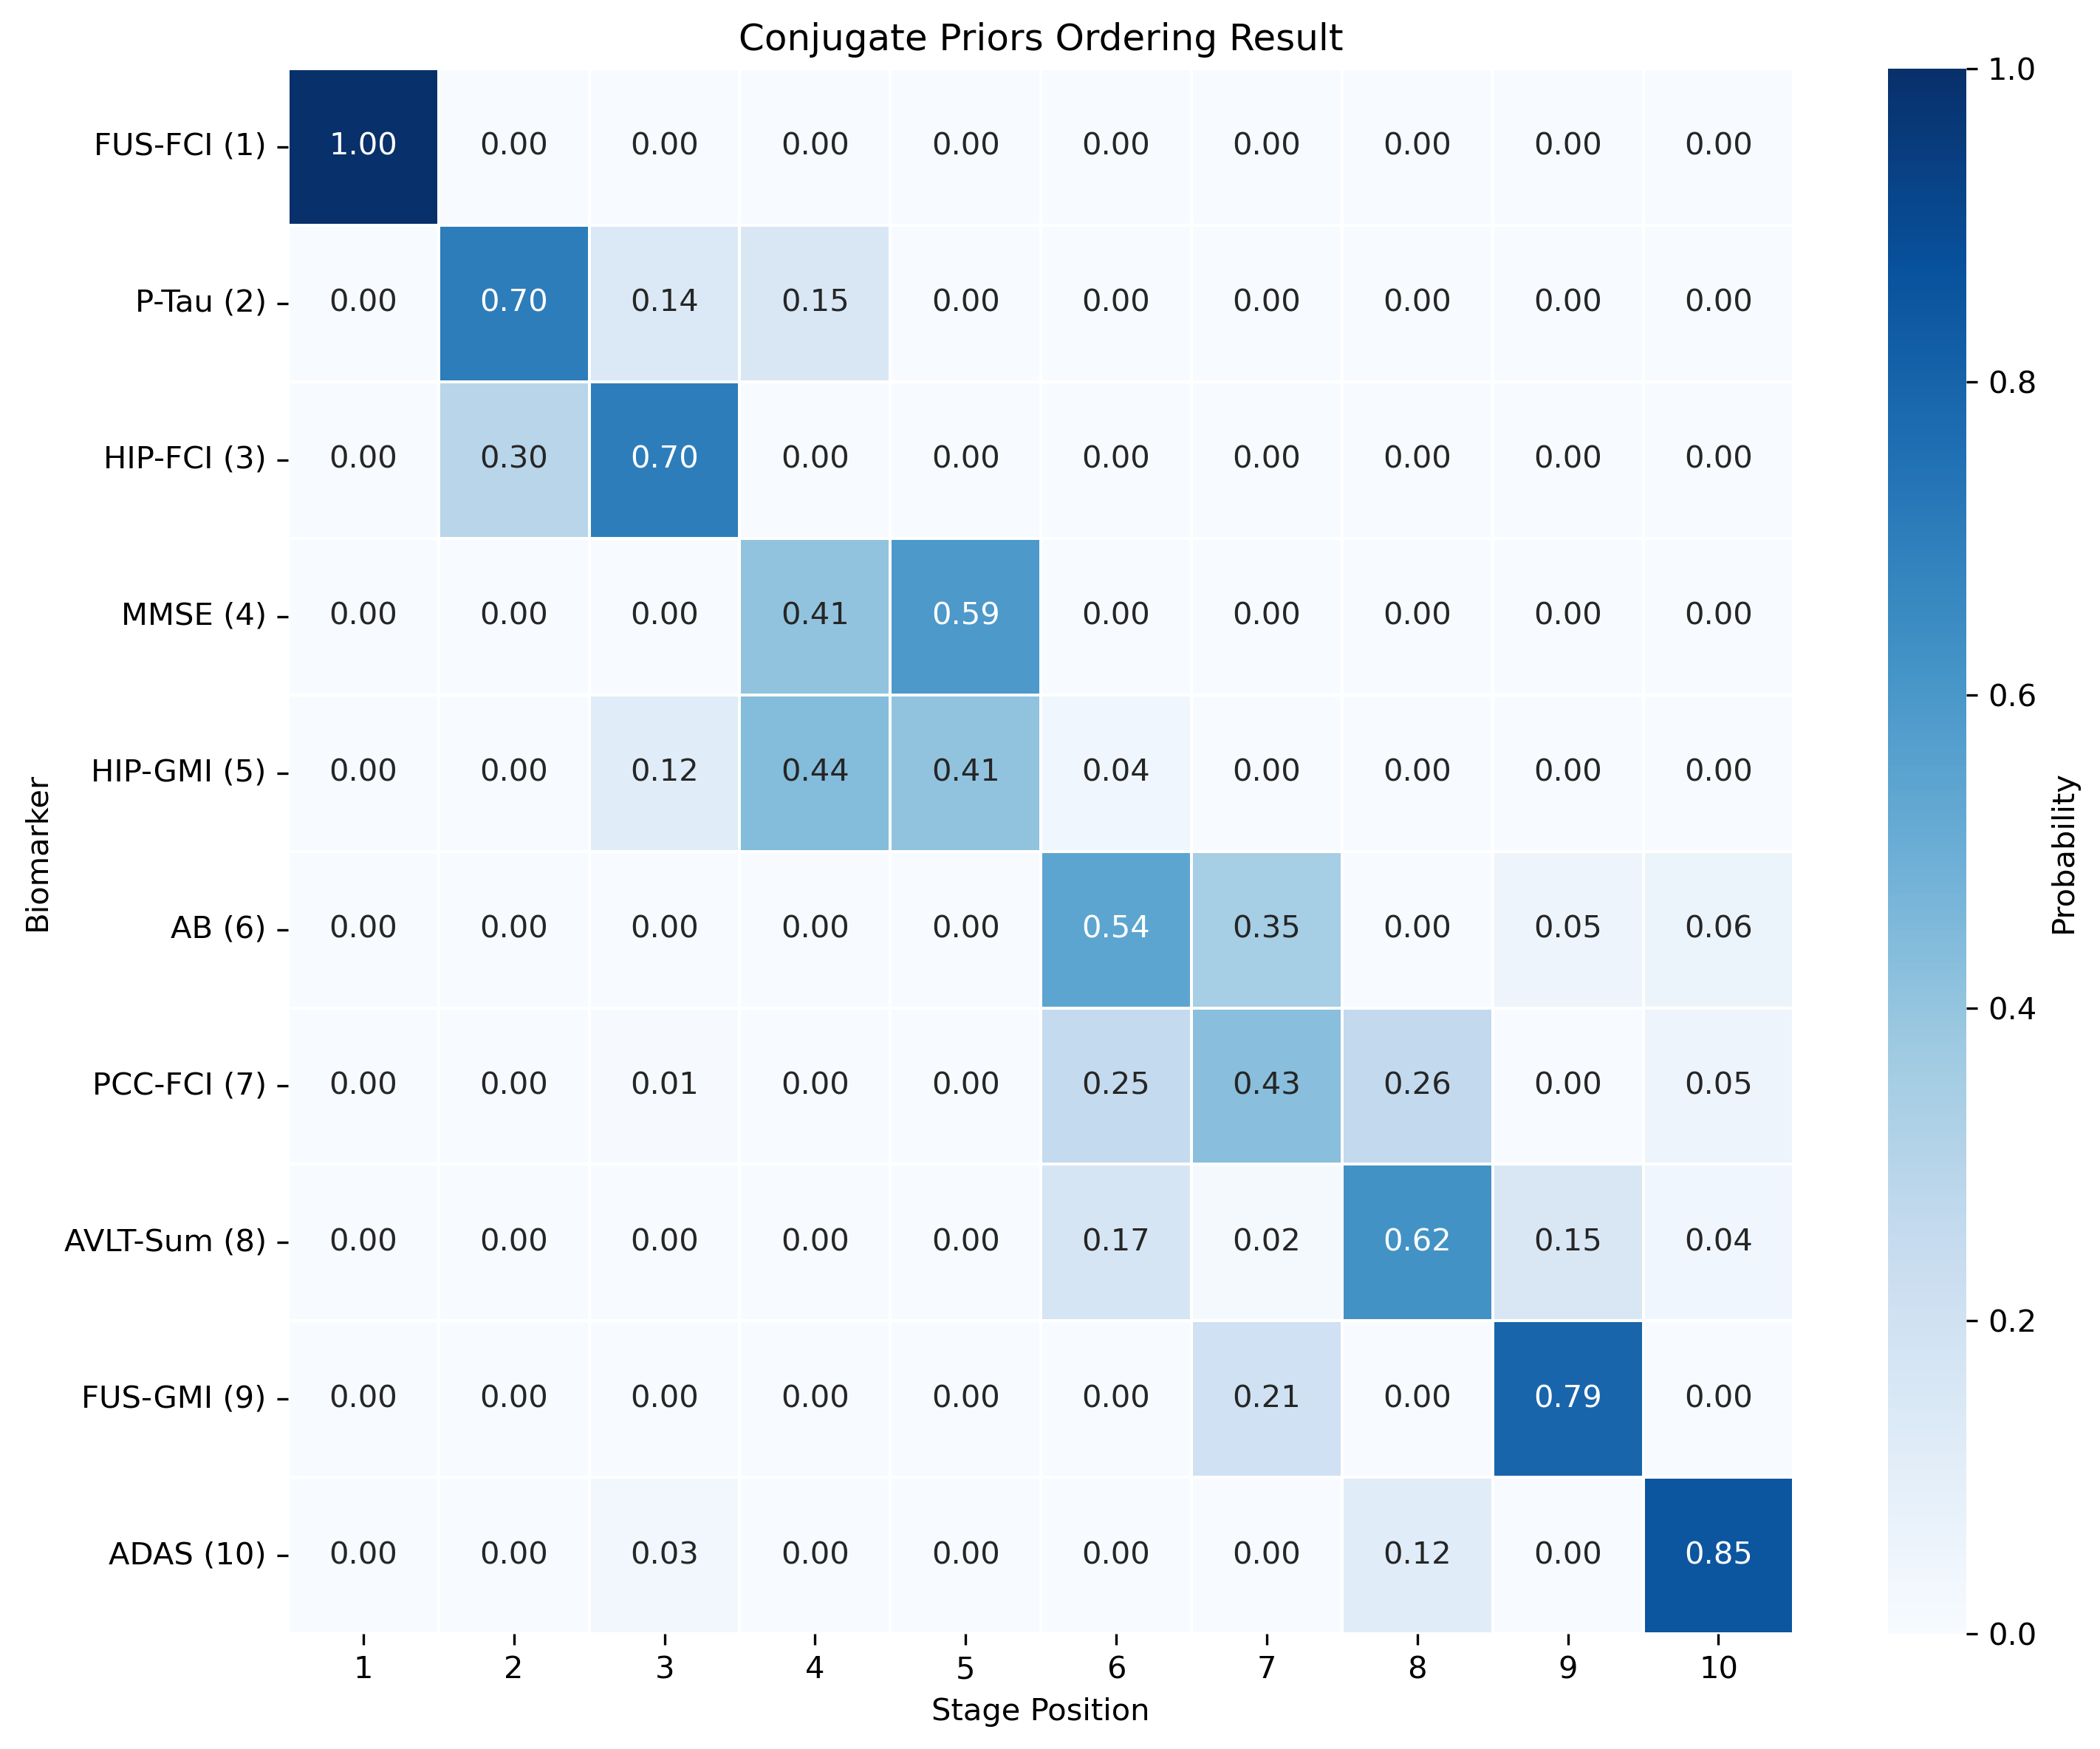 Conjugate Priors Ordering Result
FUS-FCI (1) 1.00 0.00 0.00 0.00 0.00 0.00 0.00 0.00 0.00 0.00
P-Tau (2) 0.00 0.70 0.14 0.15 0.00 0.00 0.00 0.00 0.00 0.00
HIP-FCI (3) 0.00 0.30 0.70 0.00 0.00 0.00 0.00 0.00 0.00 0.00
MMSE (4) 0.00 0.00 0.00 0.41 0.59 0.00 0.00 0.00 0.00 0.00
HIP-GMI (5) 0.00 0.00 0.12 0.44 0.41 0.04 0.00 0.00 0.00 0.00
AB (6) 0.00 0.00 0.00 0.00 0.00 0.54 0.35 0.00 0.05 0.06
PCC-FCI (7) 0.00 0.00 0.01 0.00 0.00 0.25 0.43 0.26 0.00 0.05
AVLT-Sum (8) 0.00 0.00 0.00 0.00 0.00 0.17 0.02 0.62 0.15 0.04
FUS-GMI (9) 0.00 0.00 0.00 0.00 0.00 0.00 0.21 0.00 0.79 0.00
ADAS (10) 0.00 0.00 0.03 0.00 0.00 0.00 0.00 0.12 0.00 0.85
1 2 3 4 5 6 7 8 9 10
Stage Position
Biomarker
1.0
0.8
0.6
0.4
0.2
0.0
Probability